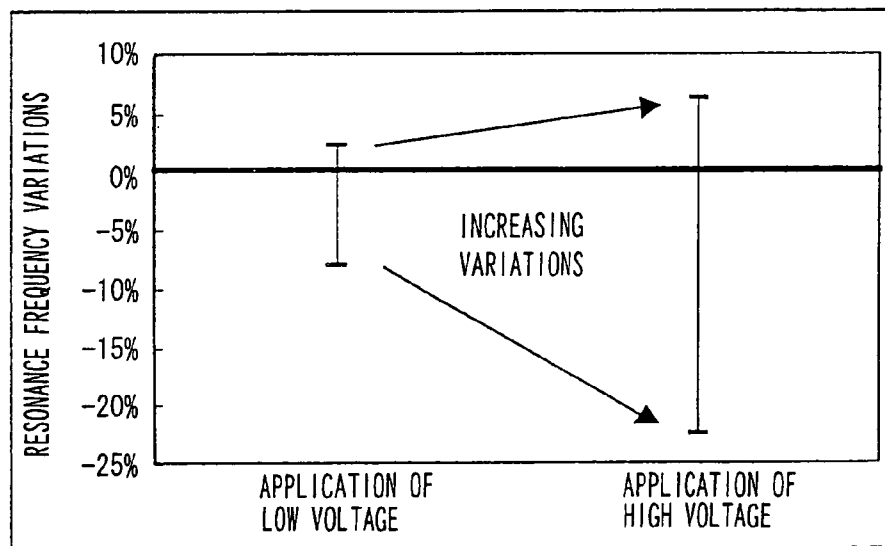 RESONANCE FREQUENCY VARIATIONS
10%
5%
0%
-5%
-10%
-15%
-20%
-25%
INCREASING
VARIATIONS
APPLICATION OF
LOW VOLTAGE
APPLICATION OF
HIGH VOLTAGE